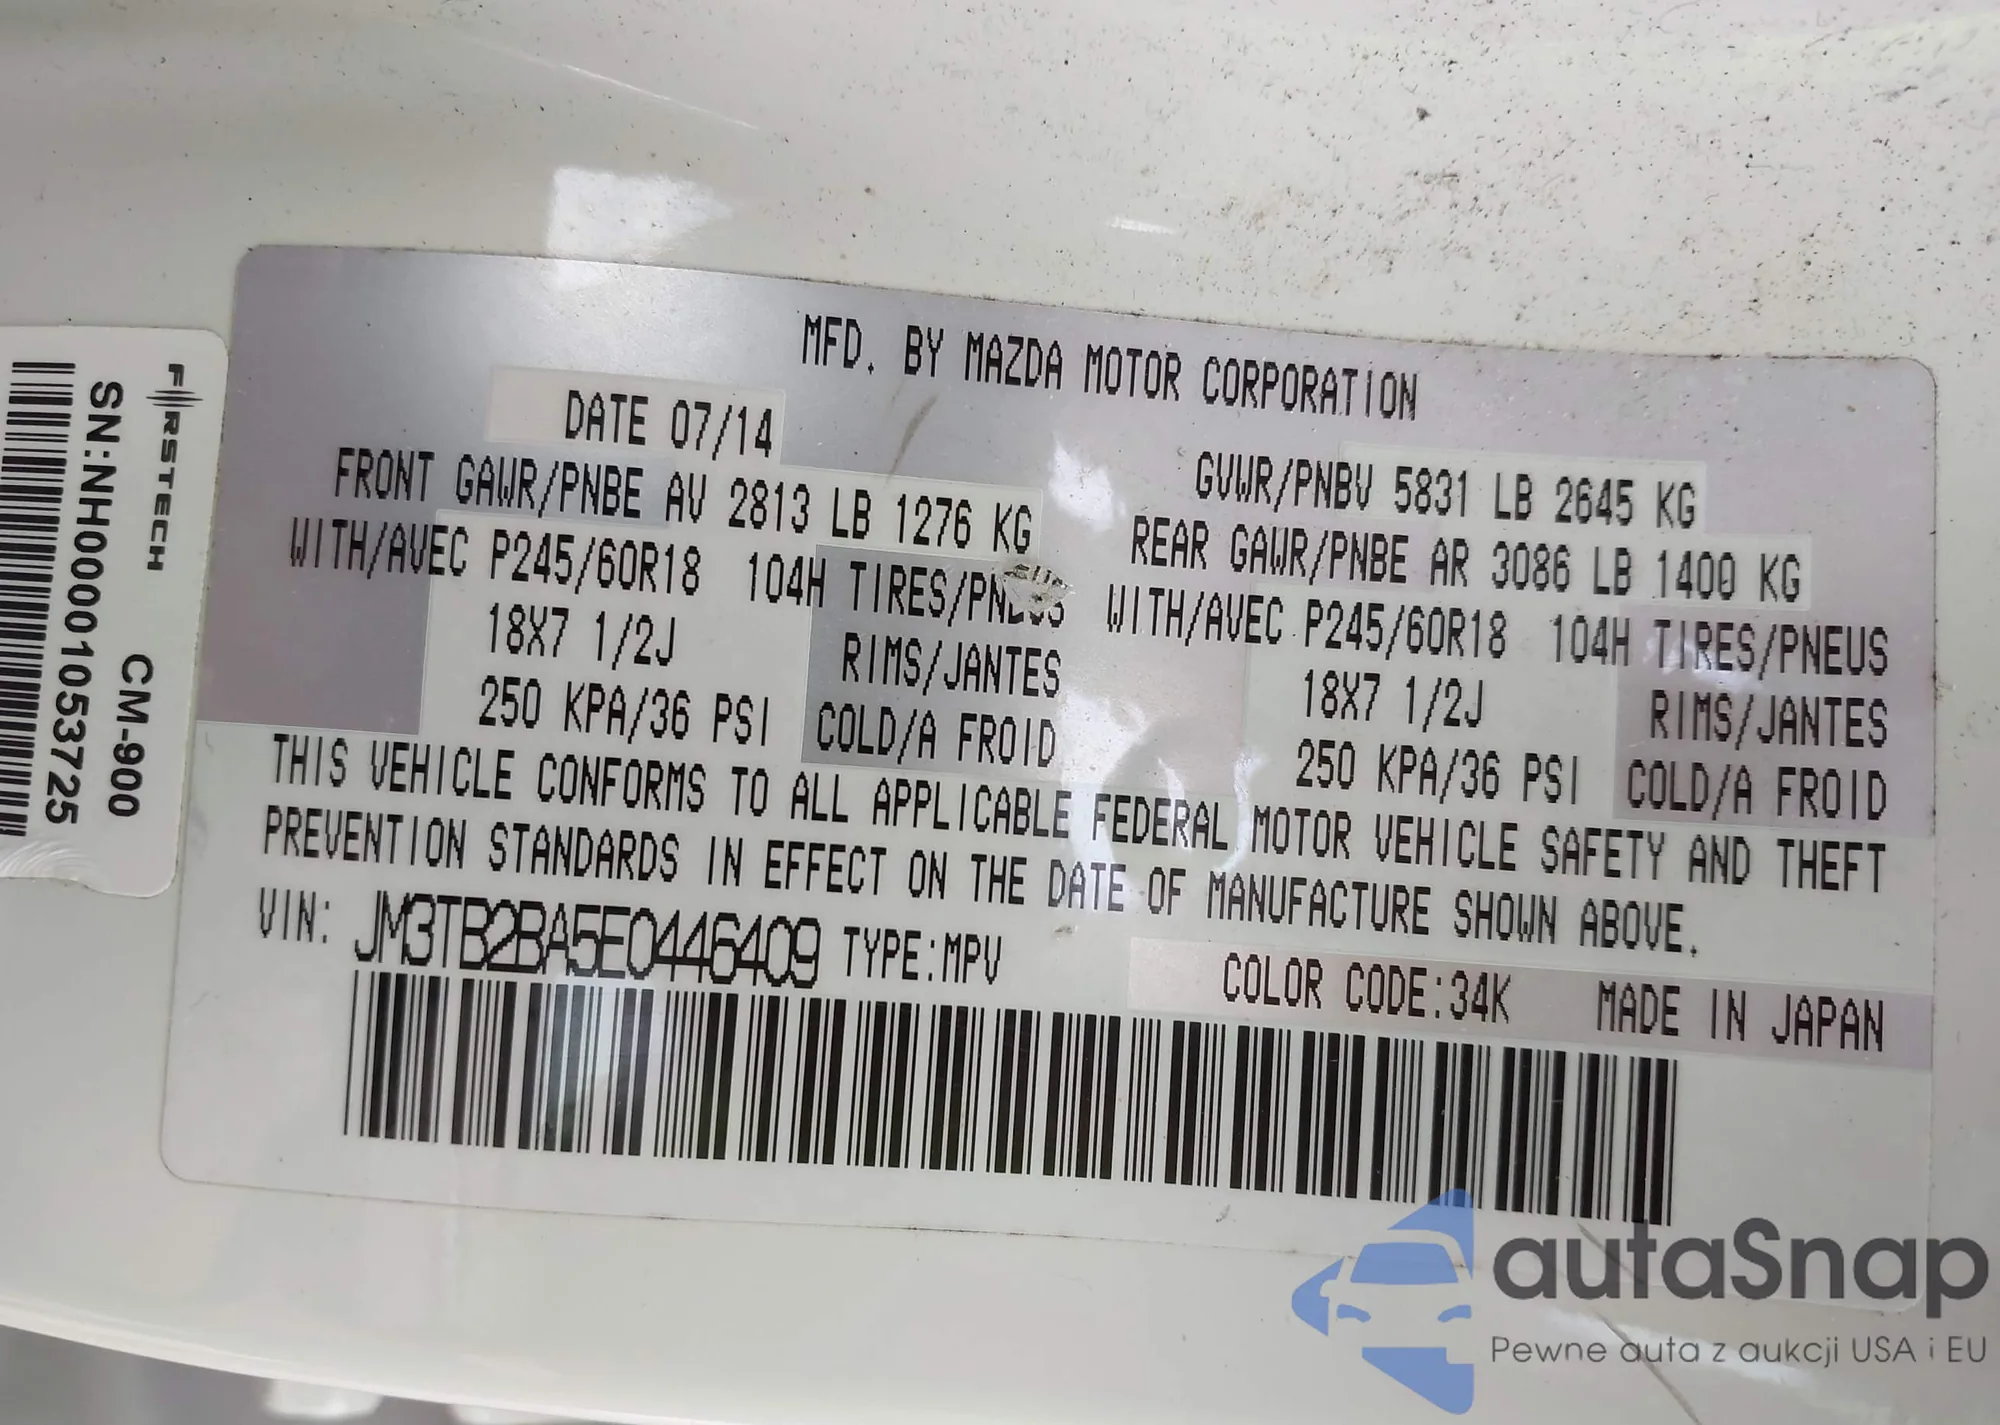 FIRSTECH
CM-900
SN:NH000001053725
MFD. BY MAZDA MOTOR CORPORATION
DATE 07/14
GVWR/PNBV 5831 LB 2645 KG
FRONT GAWR/PNBE AV 2813 LB 1276 KG
REAR GAWR/PNBE AR 3086 LB 1400 KG
WITH/AVEC P245/60R18 104H TIRES/PNEUS
WITH/AVEC P245/60R18 104H TIRES/PNEUS
18X7 1/2J RIMS/JANTES
18X7 1/2J RIMS/JANTES
250 KPA/36 PSI COLD/A FROID
250 KPA/36 PSI COLD/A FROID
THIS VEHICLE CONFORMS TO ALL APPLICABLE FEDERAL MOTOR VEHICLE SAFETY AND THEFT
PREVENTION STANDARDS IN EFFECT ON THE DATE OF MANUFACTURE SHOWN ABOVE.
VIN: JM3TB2BA5E0446409 TYPE:MPV
COLOR CODE:34K MADE IN JAPAN
autaSnap
Pewne auta z aukcji USA i EU